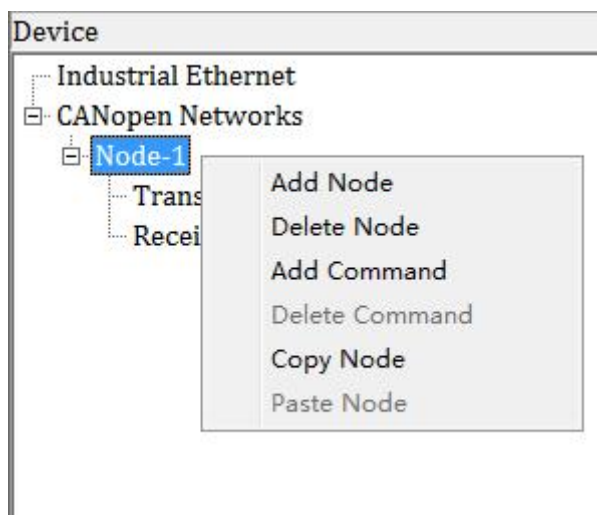 Device
Industrial Ethernet
CANopen Networks
Node-1
Trans
Recei
Add Node
Delete Node
Add Command
Delete Command
Copy Node
Paste Node